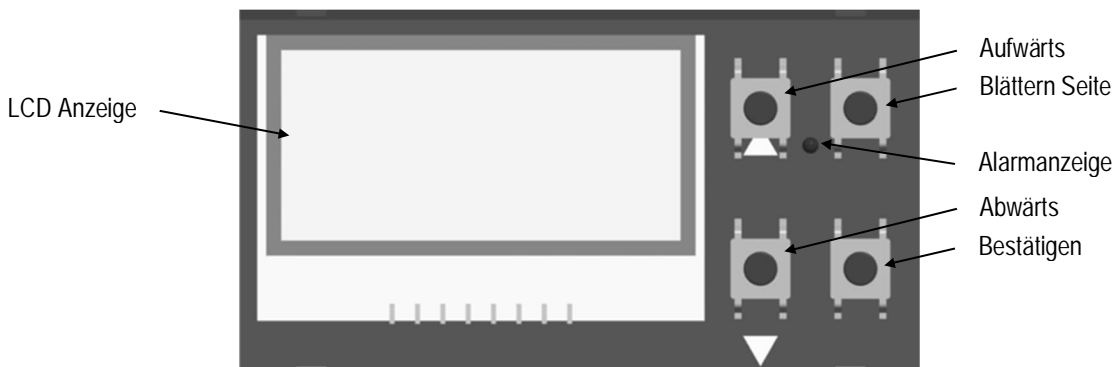 Aufwärts
Blättern Seite
LCD Anzeige
Alarmanzeige
Abwärts
Bestätigen